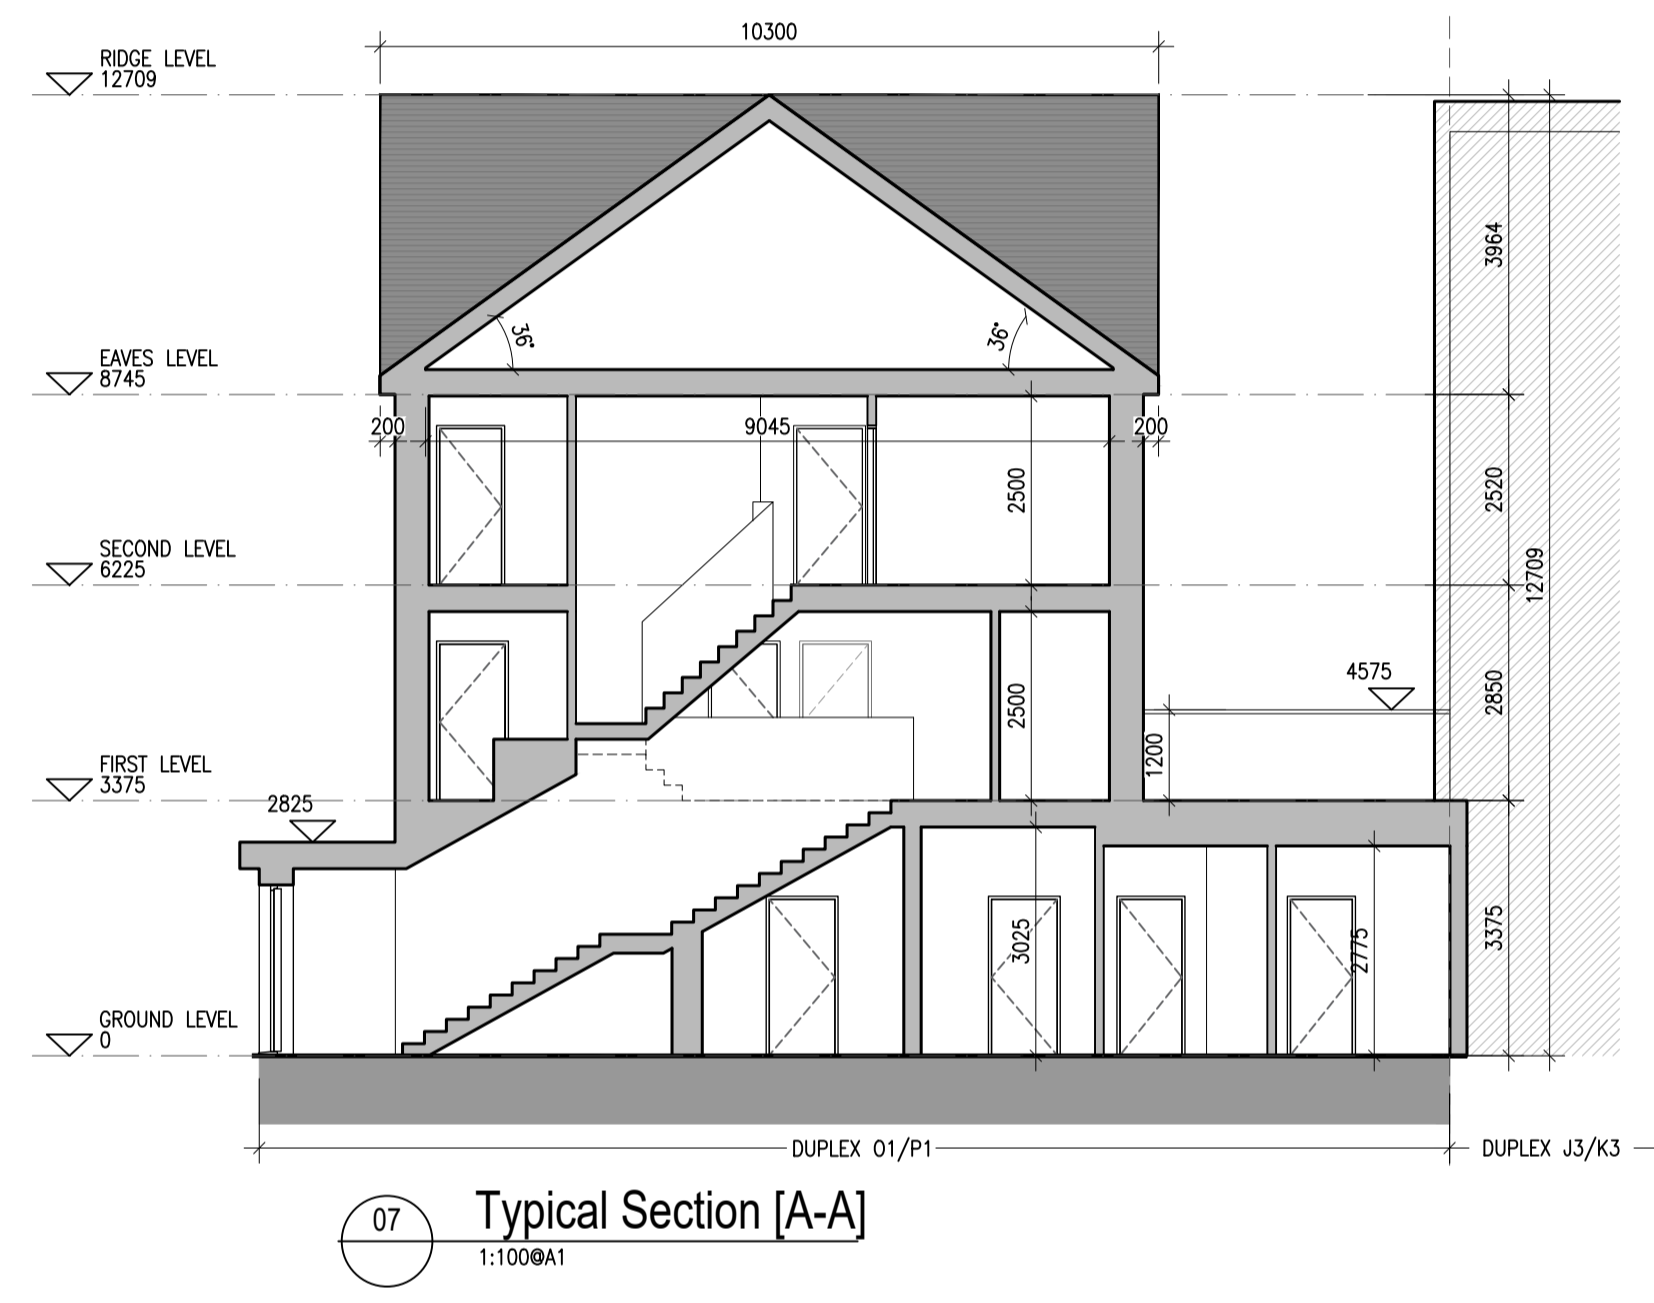 10300
RIDGE LEVEL
12709
3964
36°
36°
EAVES LEVEL
8745
200
9045
200
2500
2520
SECOND LEVEL
6225
12709
4575
2500
2850
1200
FIRST LEVEL
3375
2825
3025
2775
3375
GROUND LEVEL
0
DUPLEX O1/P1
DUPLEX J3/K3
07
Typical Section [A-A]
1:100@A1